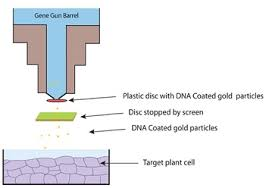 Gene Gun Barrel
Plastic disc with DNA Coated gold particles
Disc stopped by screen
DNA Coated gold particles
Target plant cell